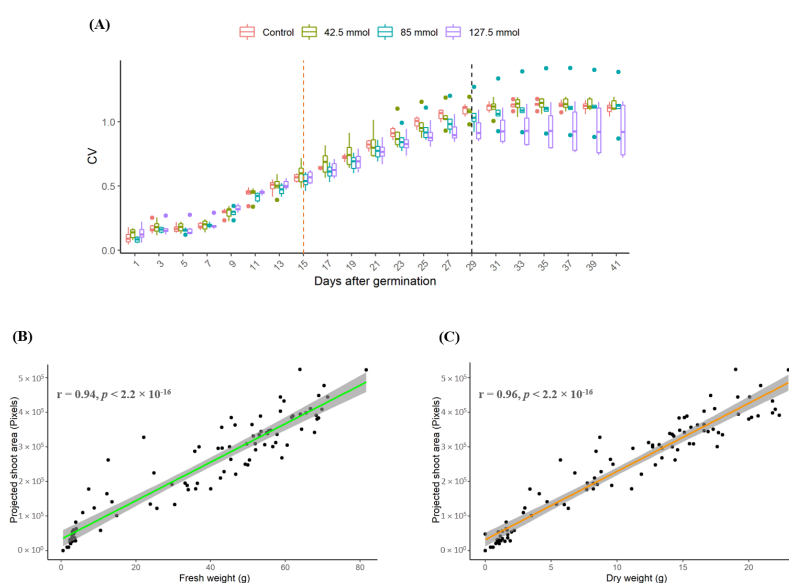 (A)
Control 42.5 mmol 85 mmol 127.5 mmol
CV
1.0
0.5
0.0
1 3 5 7 9 11 13 15 17 19 21 23 25 27 29 31 33 35 37 39 41
Days after germination
(B)
r = 0.94, p < 2.2 × 10⁻¹⁶
Projected shoot area (Pixels)
5 × 10⁵
4 × 10⁵
3 × 10⁵
2 × 10⁵
1 × 10⁵
0 × 10⁰
0 20 40 60 80
Fresh weight (g)
(C)
r = 0.96, p < 2.2 × 10⁻¹⁶
Projected shoot area (Pixels)
5 × 10⁵
4 × 10⁵
3 × 10⁵
2 × 10⁵
1 × 10⁵
0 × 10⁰
0 5 10 15 20
Dry weight (g)